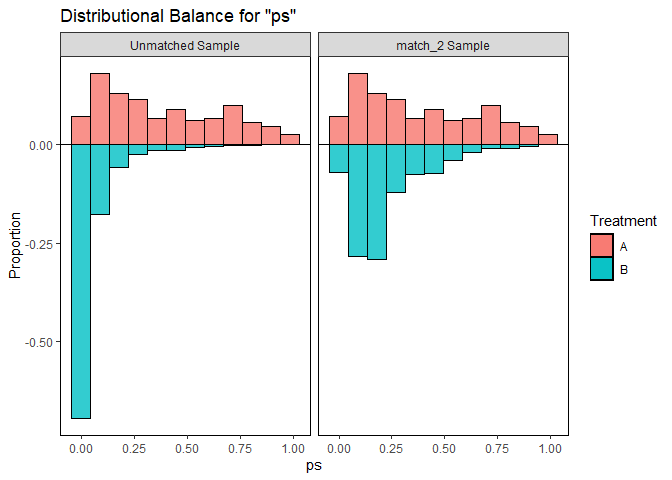 Distributional Balance for "ps"
Unmatched Sample
match_2 Sample
0.00
-0.25
-0.50
Proportion
0.00
0.25
0.50
0.75
1.00
0.00
0.25
0.50
0.75
1.00
ps
Treatment
A
B